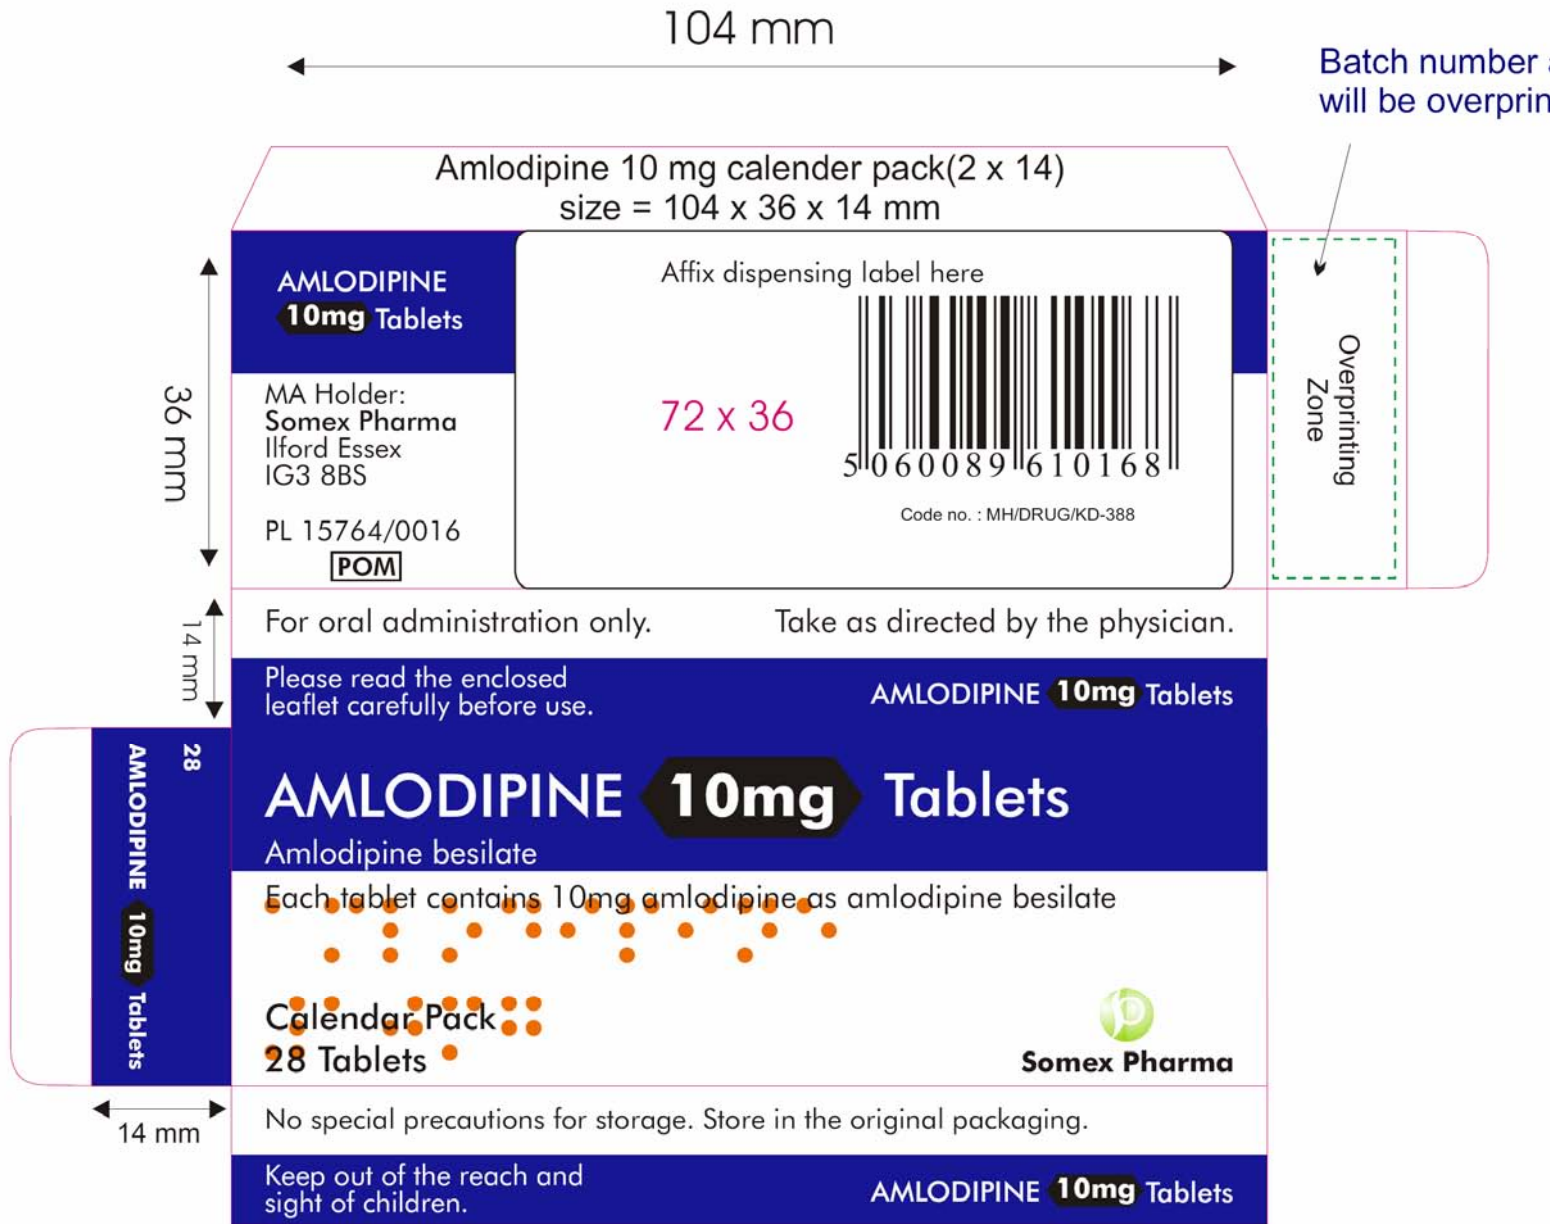 104 mm
Batch number
will be
Amlodipine 10 mg calender pack(2 x 14)
size = 104 x 36 x 14 mm
AMLODIPINE
10mg Tablets
Affix dispensing label here
72 x 36
5 060089 610168
Code no. : MH/DRUG/KD-388
Overprinting
Zone
36 mm
MA Holder:
Somex Pharma
Ilford Essex
IG3 8BS
PL 15764/0016
POM
14 mm
For oral administration only. Take as directed by the physician.
Please read the enclosed
leaflet carefully before use.
AMLODIPINE 10mg Tablets
28
AMLODIPINE 10mg Tablets
AMLODIPINE 10mg Tablets
Amlodipine besilate
Each tablet contains 10mg amlodipine as amlodipine besilate
Calendar Pack
28 Tablets
Somex Pharma
14 mm
No special precautions for storage. Store in the original packaging.
Keep out of the reach and
sight of children.
AMLODIPINE 10mg Tablets